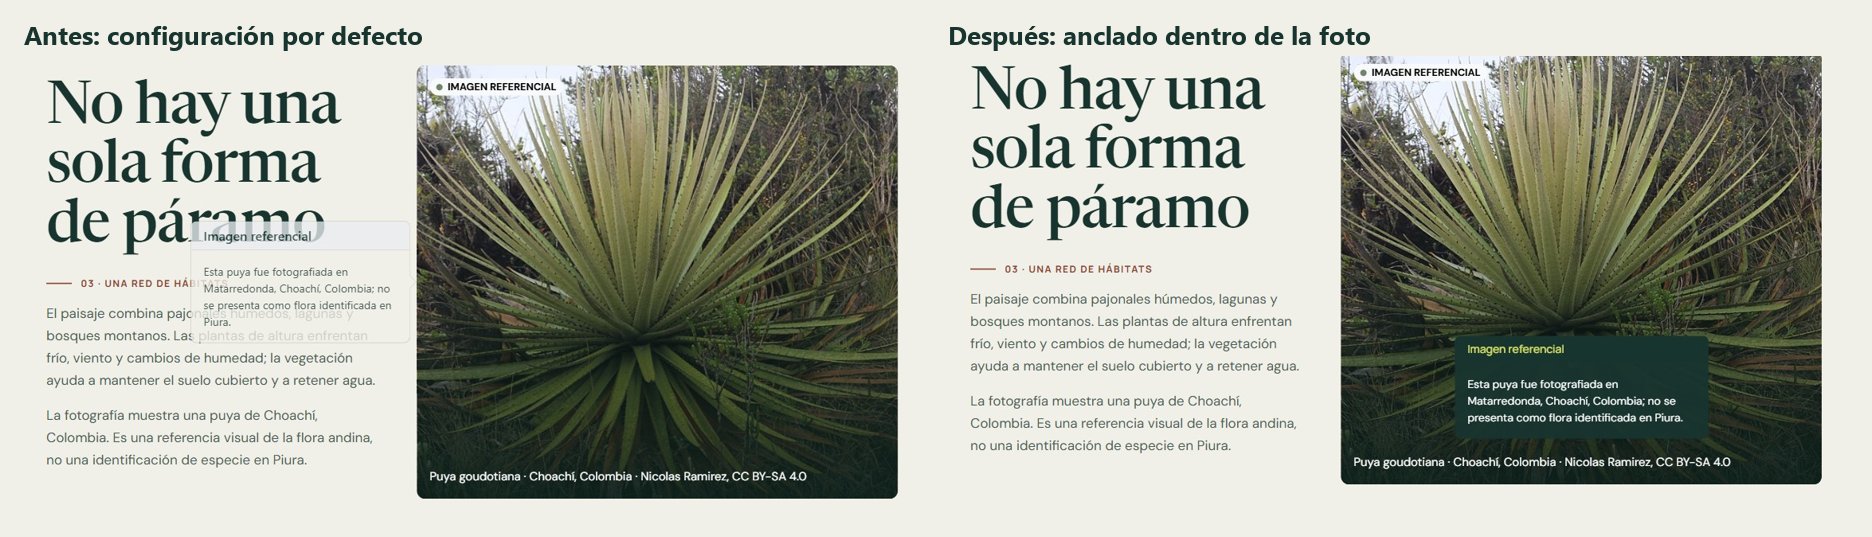 Antes: configuración por defecto
No hay una
sola forma
de páramo
03 · UNA RED DE HÁBITATS
El paisaje combina pajonales húmedos, lagunas y
bosques montanos. Las plantas de altura enfrentan
frío, viento y cambios de humedad; la vegetación
ayuda a mantener el suelo cubierto y a retener agua.
La fotografía muestra una puya de Choachí,
Colombia. Es una referencia visual de la flora andina,
no una identificación de especie en Piura.
Imagen referencial
Esta puya fue fotografiada en
Matarredonda, Choachí, Colombia; no
se presenta como flora identificada en
Piura.
IMAGEN REFERENCIAL
Puya goudotiana · Choachí, Colombia · Nicolas Ramirez, CC BY-SA 4.0
Después: anclado dentro de la foto
No hay una
sola forma
de páramo
03 · UNA RED DE HÁBITATS
El paisaje combina pajonales húmedos, lagunas y
bosques montanos. Las plantas de altura enfrentan
frío, viento y cambios de humedad; la vegetación
ayuda a mantener el suelo cubierto y a retener agua.
La fotografía muestra una puya de Choachí,
Colombia. Es una referencia visual de la flora andina,
no una identificación de especie en Piura.
IMAGEN REFERENCIAL
Imagen referencial
Esta puya fue fotografiada en
Matarredonda, Choachí, Colombia; no se
presenta como flora identificada en Piura.
Puya goudotiana · Choachí, Colombia · Nicolas Ramirez, CC BY-SA 4.0